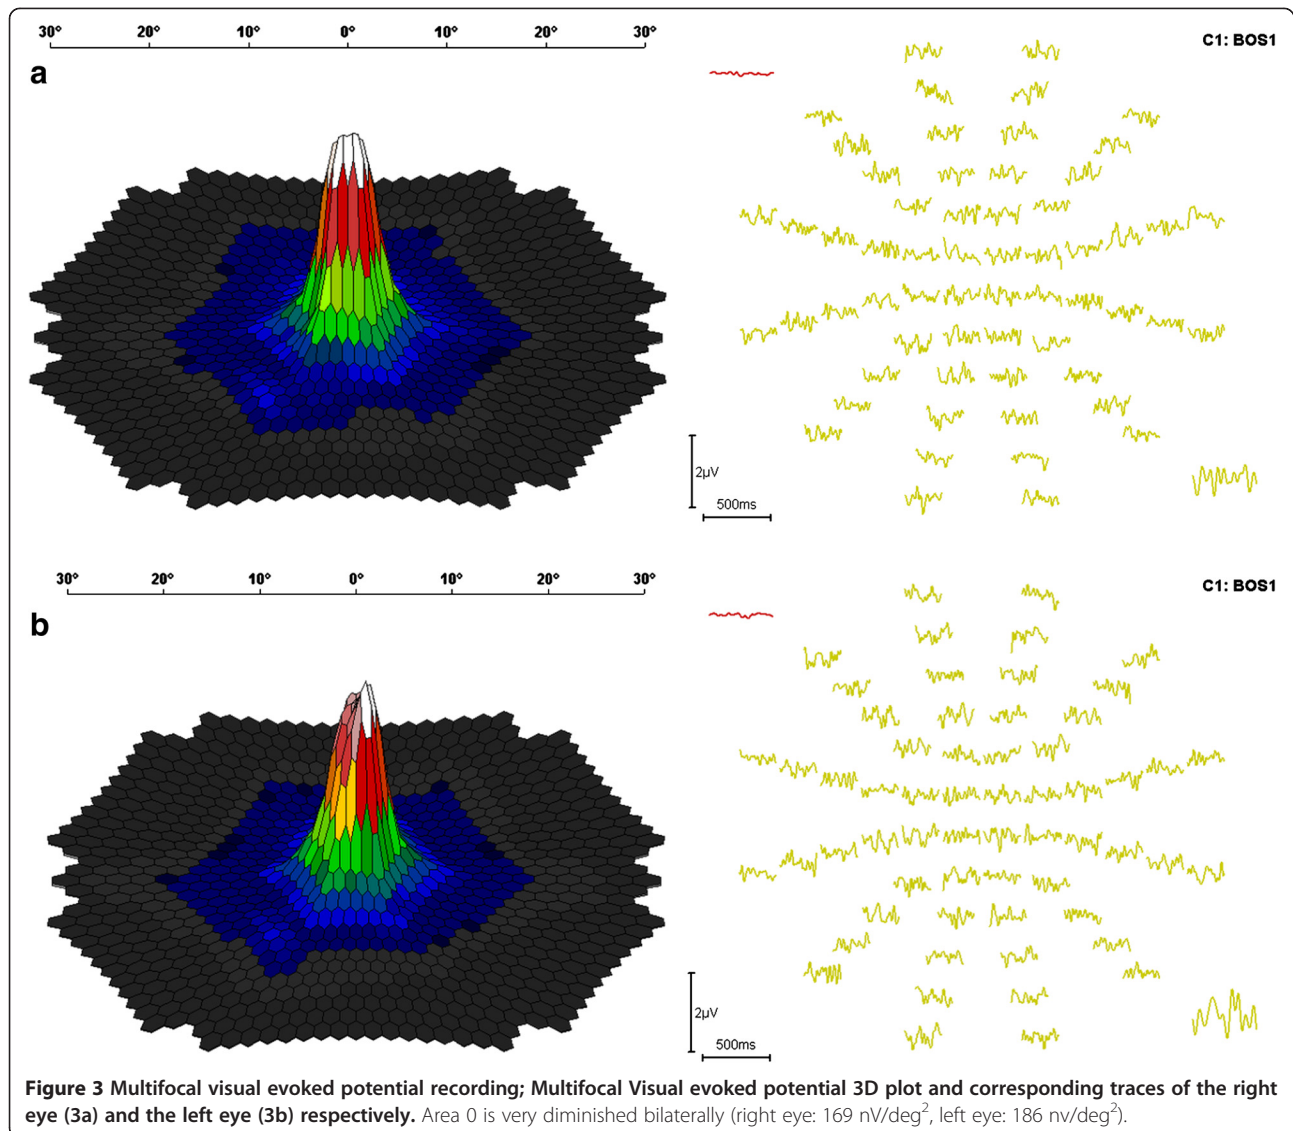 30° 20° 10° 0° 10° 20° 30°
a
C1: BOS1
2µV
500ms
30° 20° 10° 0° 10° 20° 30°
b
C1: BOS1
2µV
500ms
Figure 3 Multifocal visual evoked potential recording; Multifocal Visual evoked potential 3D plot and corresponding traces of the right
eye (3a) and the left eye (3b) respectively. Area 0 is very diminished bilaterally (right eye: 169 nV/deg², left eye: 186 nv/deg²).